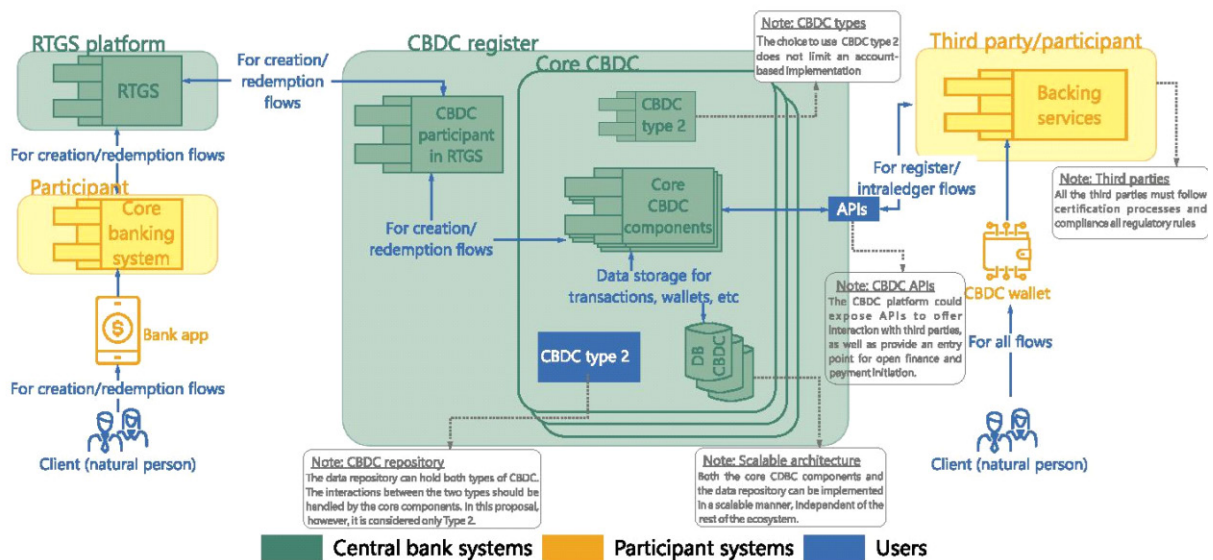 RTGS platform
RTGS
For creation/redemption flows
Participant
Core
banking
system
Bank app
For creation/redemption flows
Client (natural person)
For creation/
redemption
flows
CBDC register
CBDC
participant
in RTGS
For creation/
redemption flows
Core CBDC
CBDC
type 2
Core
CBDC
components
Data storage for
transactions, wallets, etc
CBDC type 2
DB
CBDC
APIs
Note: CBDC types
The choice to use CBDC type 2
does not limit an account-
based implementation
Third party/participant
Backing
services
For register/
intraledger flows
Note: Third parties
All the third parties must follow
certification processes and
compliance all regulatory rules
Note: CBDC APIs
The CBDC platform could
expose APIs to offer
interaction with third parties,
as well as provide an entry
point for open finance and
payment initiation.
CBDC wallet
For all flows
Client (natural person)
Note: CBDC repository
The data repository can hold both types of CBDC.
The interactions between the two types should be
handled by the core components. In this proposal,
however, it is considered only Type 2.
Note: Scalable architecture
Both the core CDBC components and
the data repository can be implemented
in a scalable manner, independent of the
rest of the ecosystem.
Central bank systems
Participant systems
Users